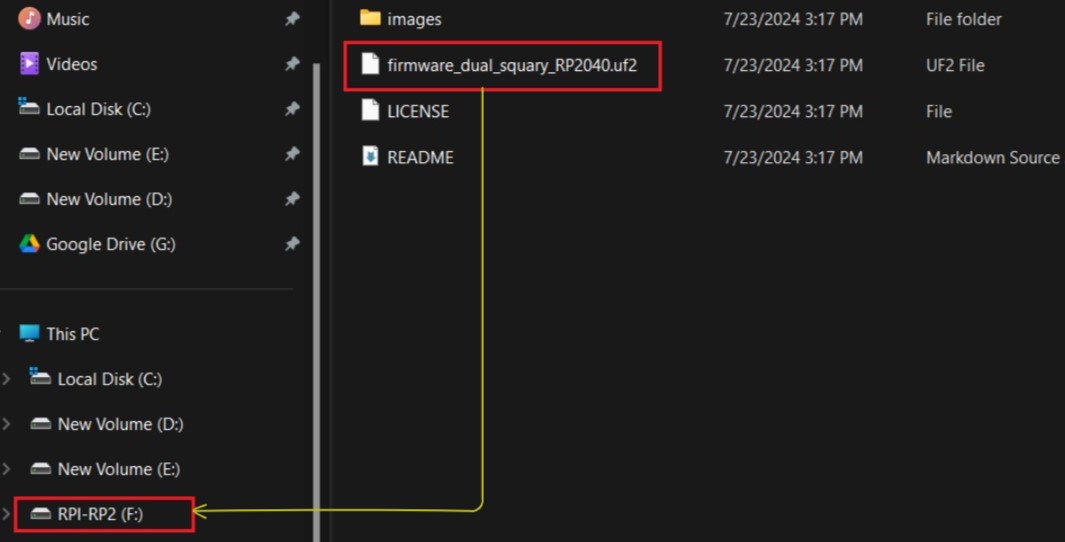 Music
Videos
Local Disk (C:)
New Volume (E:)
New Volume (D:)
Google Drive (G:)
This PC
Local Disk (C:)
New Volume (D:)
New Volume (E:)
RPI-RP2 (F:)
images 7/23/2024 3:17 PM File folder
firmware_dual_squary_RP2040.uf2 7/23/2024 3:17 PM UF2 File
LICENSE 7/23/2024 3:17 PM File
README 7/23/2024 3:17 PM Markdown Source